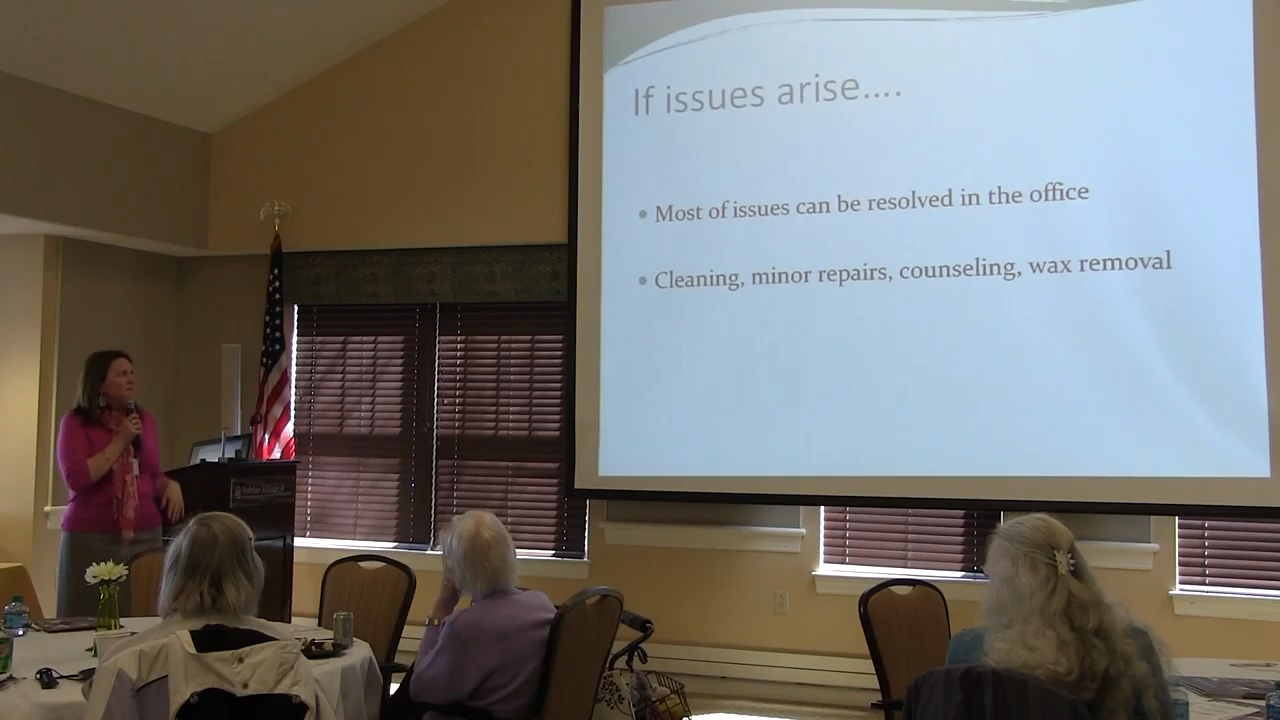 If issues arise....
• Most of issues can be resolved in the office
• Cleaning, minor repairs, counseling, wax removal